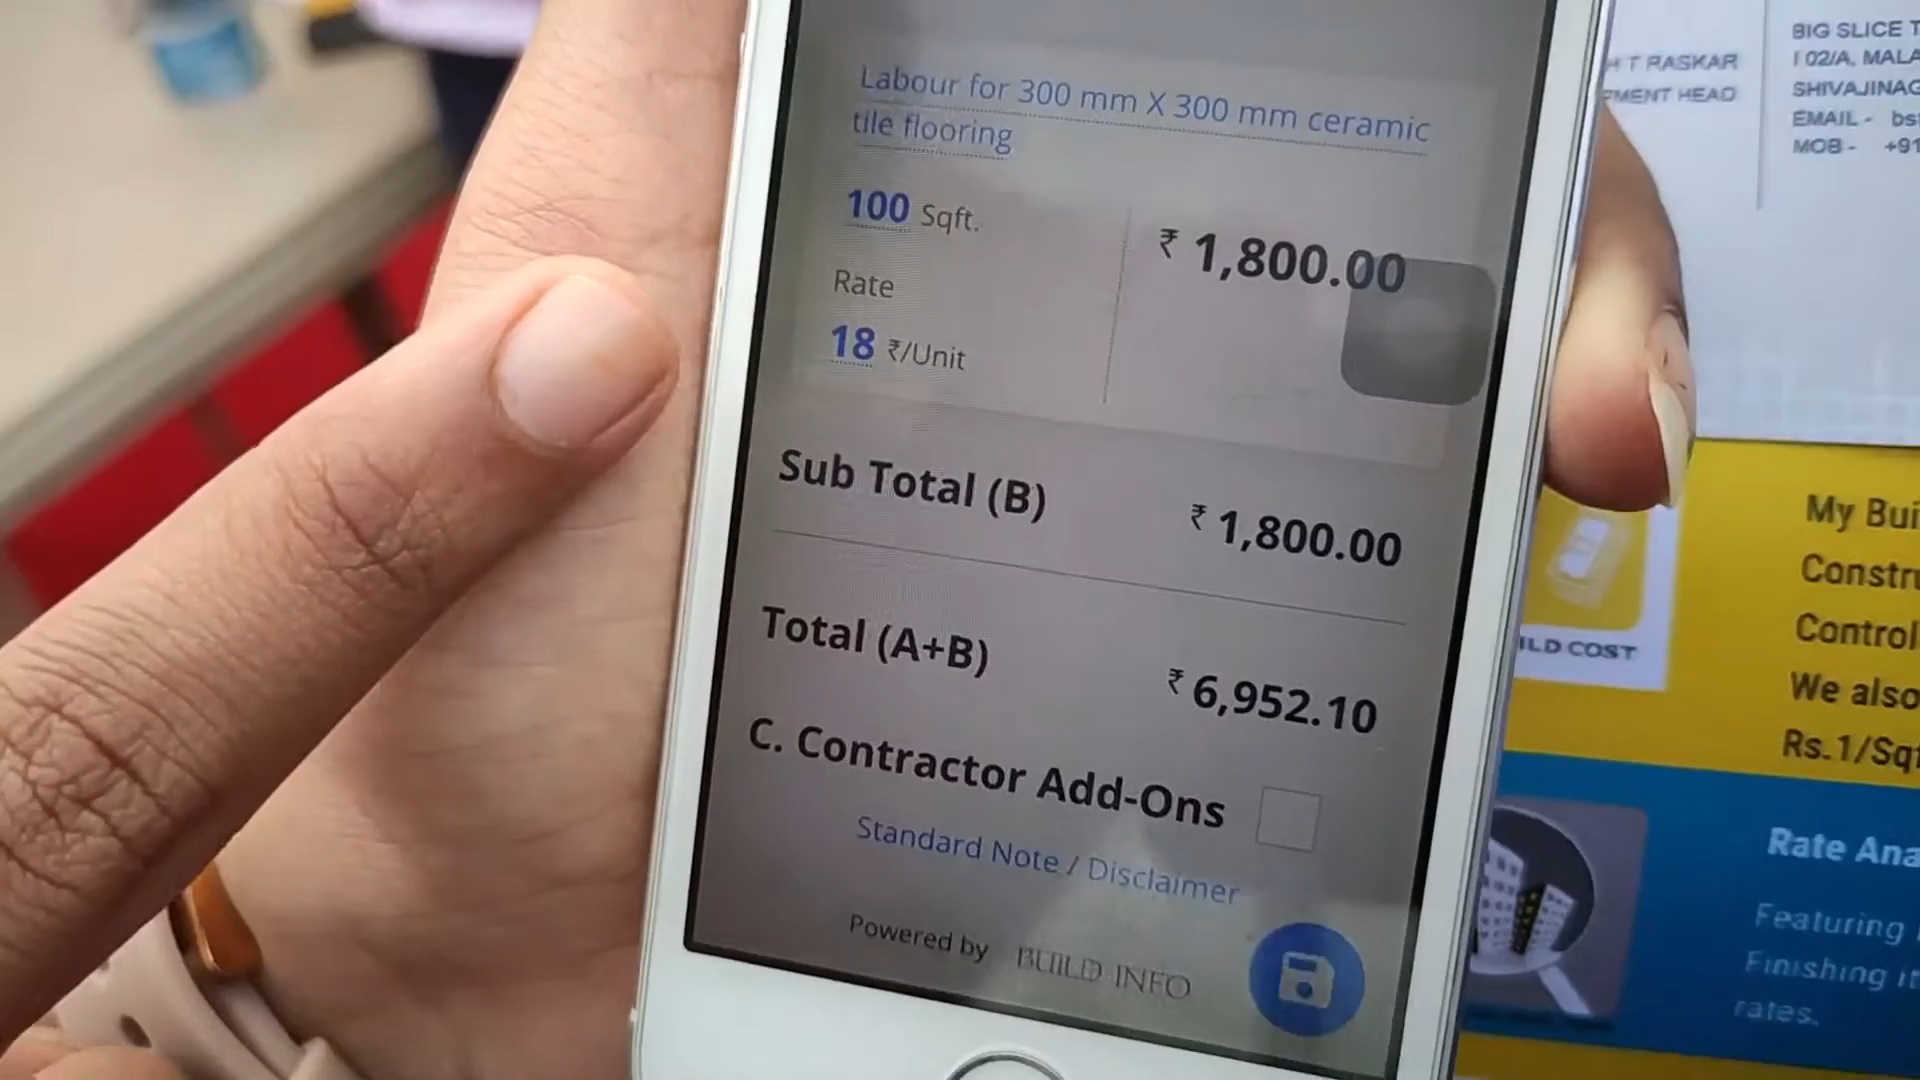 Labour for 300 mm X 300 mm ceramic
tile flooring
100 Sqft.
₹ 1,800.00
Rate
18 ₹/Unit
Sub Total (B)
₹ 1,800.00
Total (A+B)
₹ 6,952.10
C. Contractor Add-Ons
Standard Note / Disclaimer
Powered by BUILD INFO
T RASKAR
MENT HEAD
BIG SLICE T
102/A, MALA
SHIVAJINAG
EMAIL - bs
MOB - +91
ILD COST
My Bui
Constru
Control
We also
Rs.1/Sqf
Rate Ana
Featuring
Finishing it
rates.